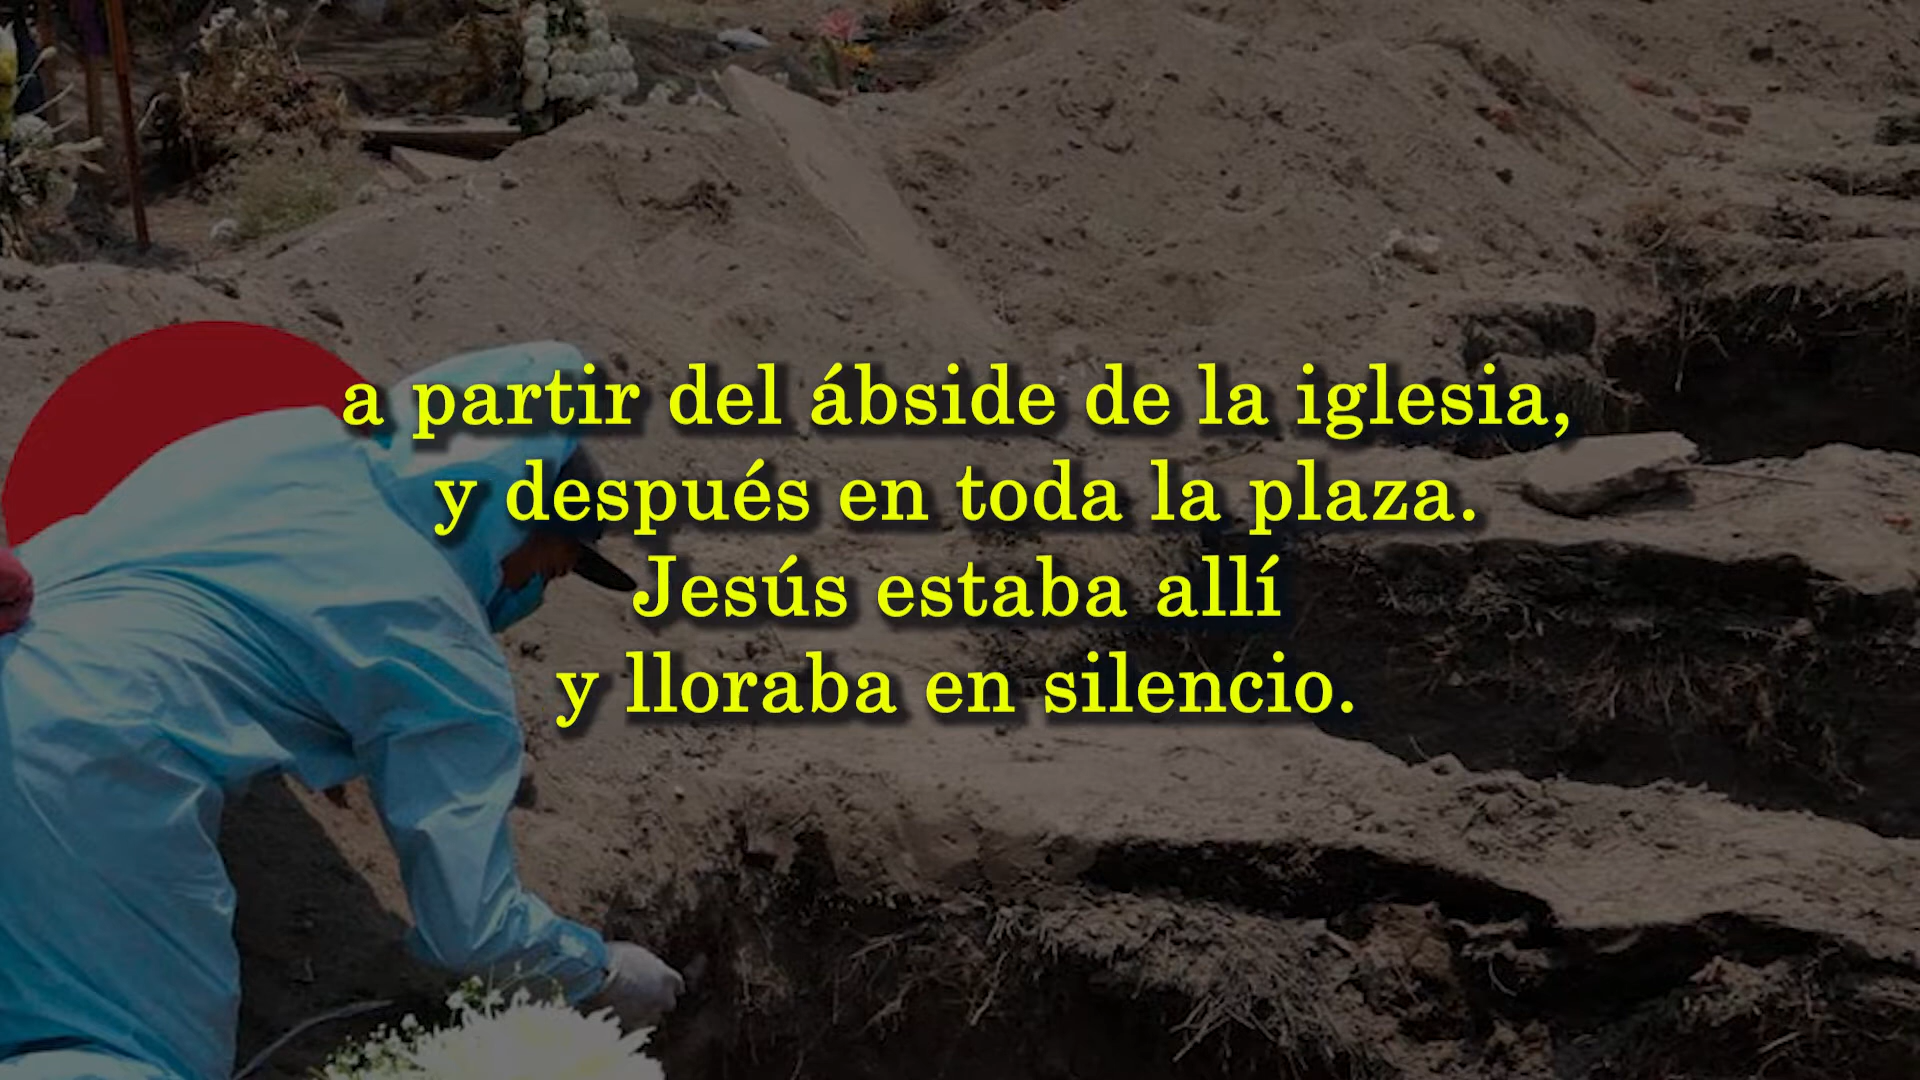 a partir del ábside de la iglesia,
y después en toda la plaza.
Jesús estaba allí
y lloraba en silencio.